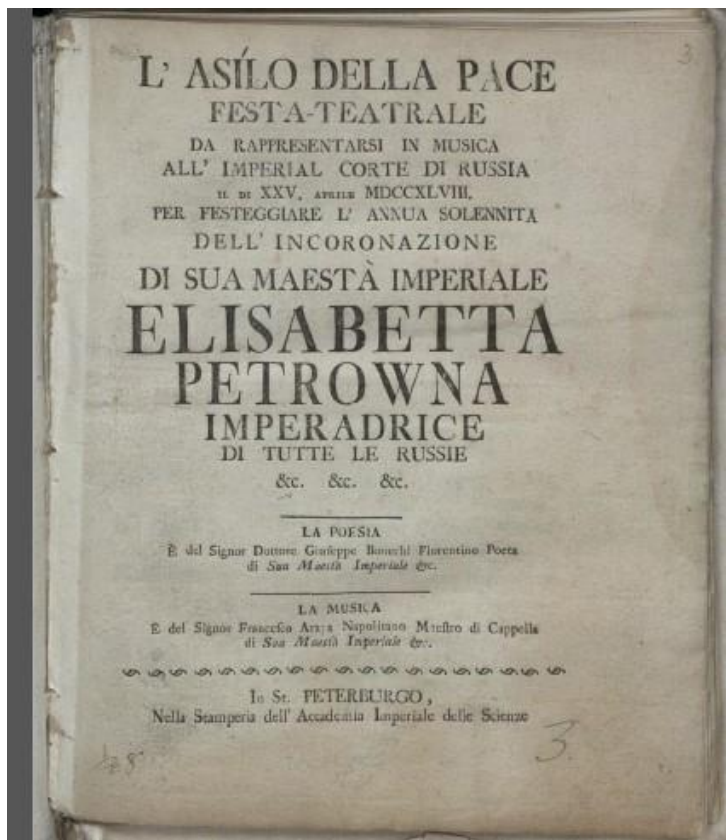 3
L' ASÍLO DELLA PACE
FESTA-TEATRALE
DA RAPPRESENTARSI IN MUSICA
ALL' IMPERIAL CORTE DI RUSSIA
IL DI XXV, APRILE MDCCXLVIII.
PER FESTEGGIARE L' ANNUA SOLENNITA
DELL' INCORONAZIONE
DI SUA MAESTÀ IMPERIALE
ELISABETTA
PETROWNA
IMPERADRICE
DI TUTTE LE RUSSIE
&c. &c. &c.
LA POESIA
È del Signor Dottore Giuseppe Bonechi Fiorentino Poeta
di Sua Maestà Imperiale &c.
LA MUSICA
È del Signor Francesco Araja Napolitano Maestro di Cappella
di Sua Maestà Imperiale &c.
In St. PETERBURGO,
Nella Stamperia dell' Accademia Imperiale delle Scienze
3.